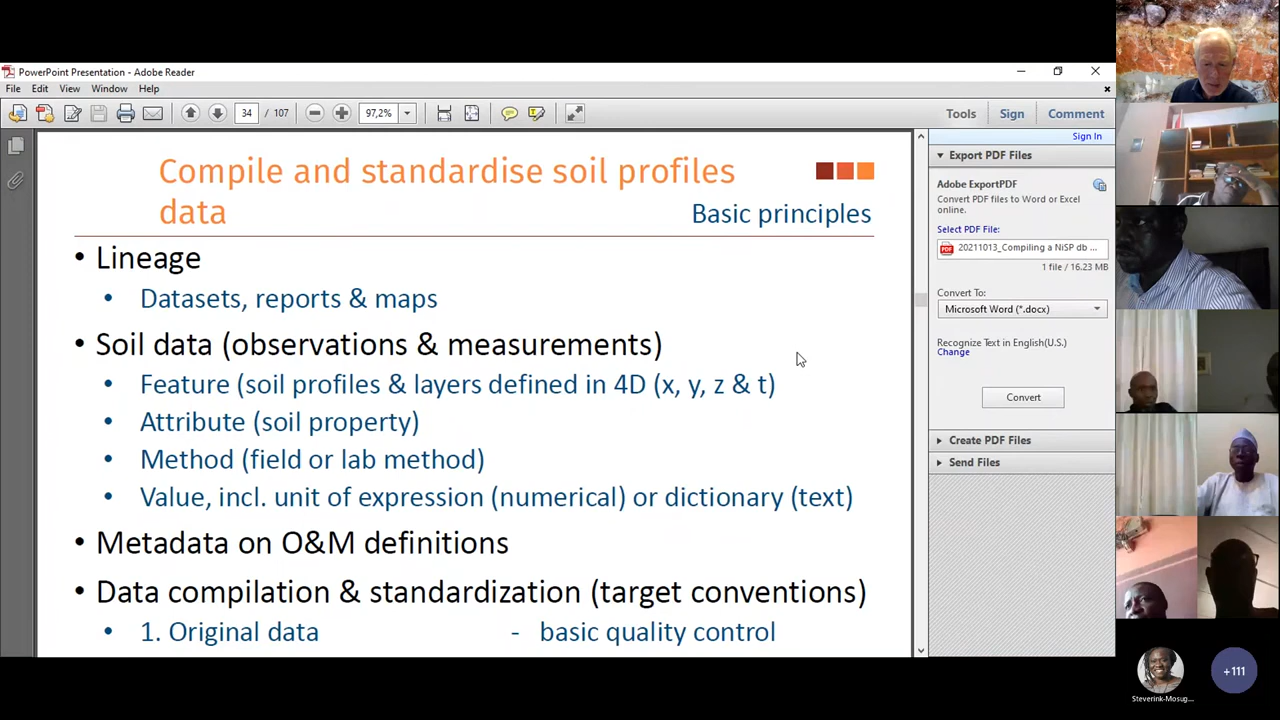 PowerPoint Presentation - Adobe Reader
File Edit View Window Help
34 / 107 97,2% Tools Sign Comment
Sign In
Compile and standardise soil profiles
data
Basic principles
• Lineage
• Datasets, reports & maps
• Soil data (observations & measurements)
• Feature (soil profiles & layers defined in 4D (x, y, z & t)
• Attribute (soil property)
• Method (field or lab method)
• Value, incl. unit of expression (numerical) or dictionary (text)
• Metadata on O&M definitions
• Data compilation & standardization (target conventions)
• 1. Original data - basic quality control
Export PDF Files
Adobe ExportPDF
Convert PDF files to Word or Excel
online.
Select PDF File:
20211013_Compiling a NiSP db ...
1 file / 16.23 MB
Convert To:
Microsoft Word (*.docx)
Recognize Text in English(U.S.)
Change
Convert
Create PDF Files
Send Files
Steverink-Mosug...
+111